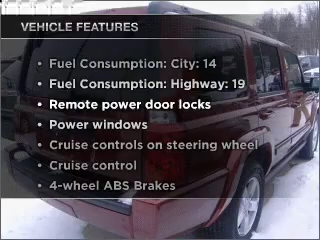 VEHICLE FEATURES
• Fuel Consumption: City: 14
• Fuel Consumption: Highway: 19
• Remote power door locks
• Power windows
• Cruise controls on steering wheel
• Cruise control
• 4-wheel ABS Brakes